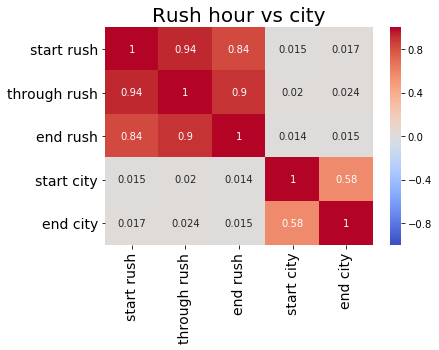 Rush hour vs city
start rush 1 0.94 0.84 0.015 0.017
through rush 0.94 1 0.9 0.02 0.024
end rush 0.84 0.9 1 0.014 0.015
start city 0.015 0.02 0.014 1 0.58
end city 0.017 0.024 0.015 0.58 1
start rush
through rush
end rush
start city
end city
0.8
0.4
0.0
−0.4
−0.8